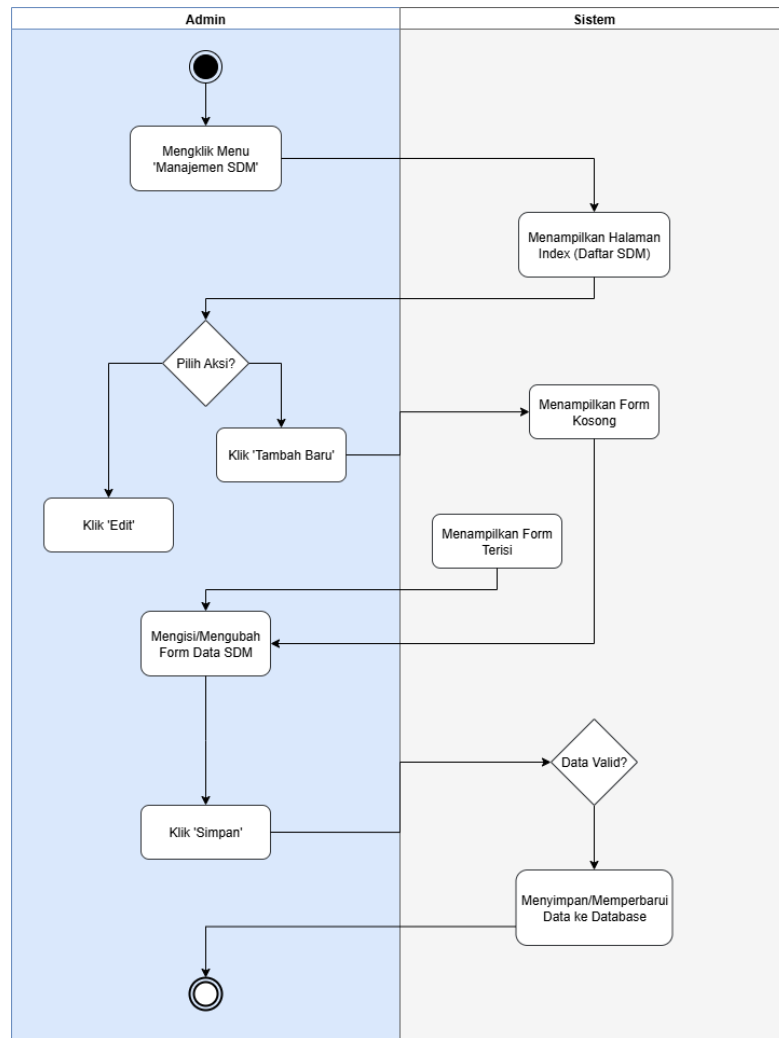 Admin
Sistem
Mengklik Menu
'Manajemen SDM'
Menampilkan Halaman
Index (Daftar SDM)
Pilih Aksi?
Menampilkan Form
Kosong
Klik 'Tambah Baru'
Klik 'Edit'
Menampilkan Form
Terisi
Mengisi/Mengubah
Form Data SDM
Data Valid?
Klik 'Simpan'
Menyimpan/Memperbarui
Data ke Database